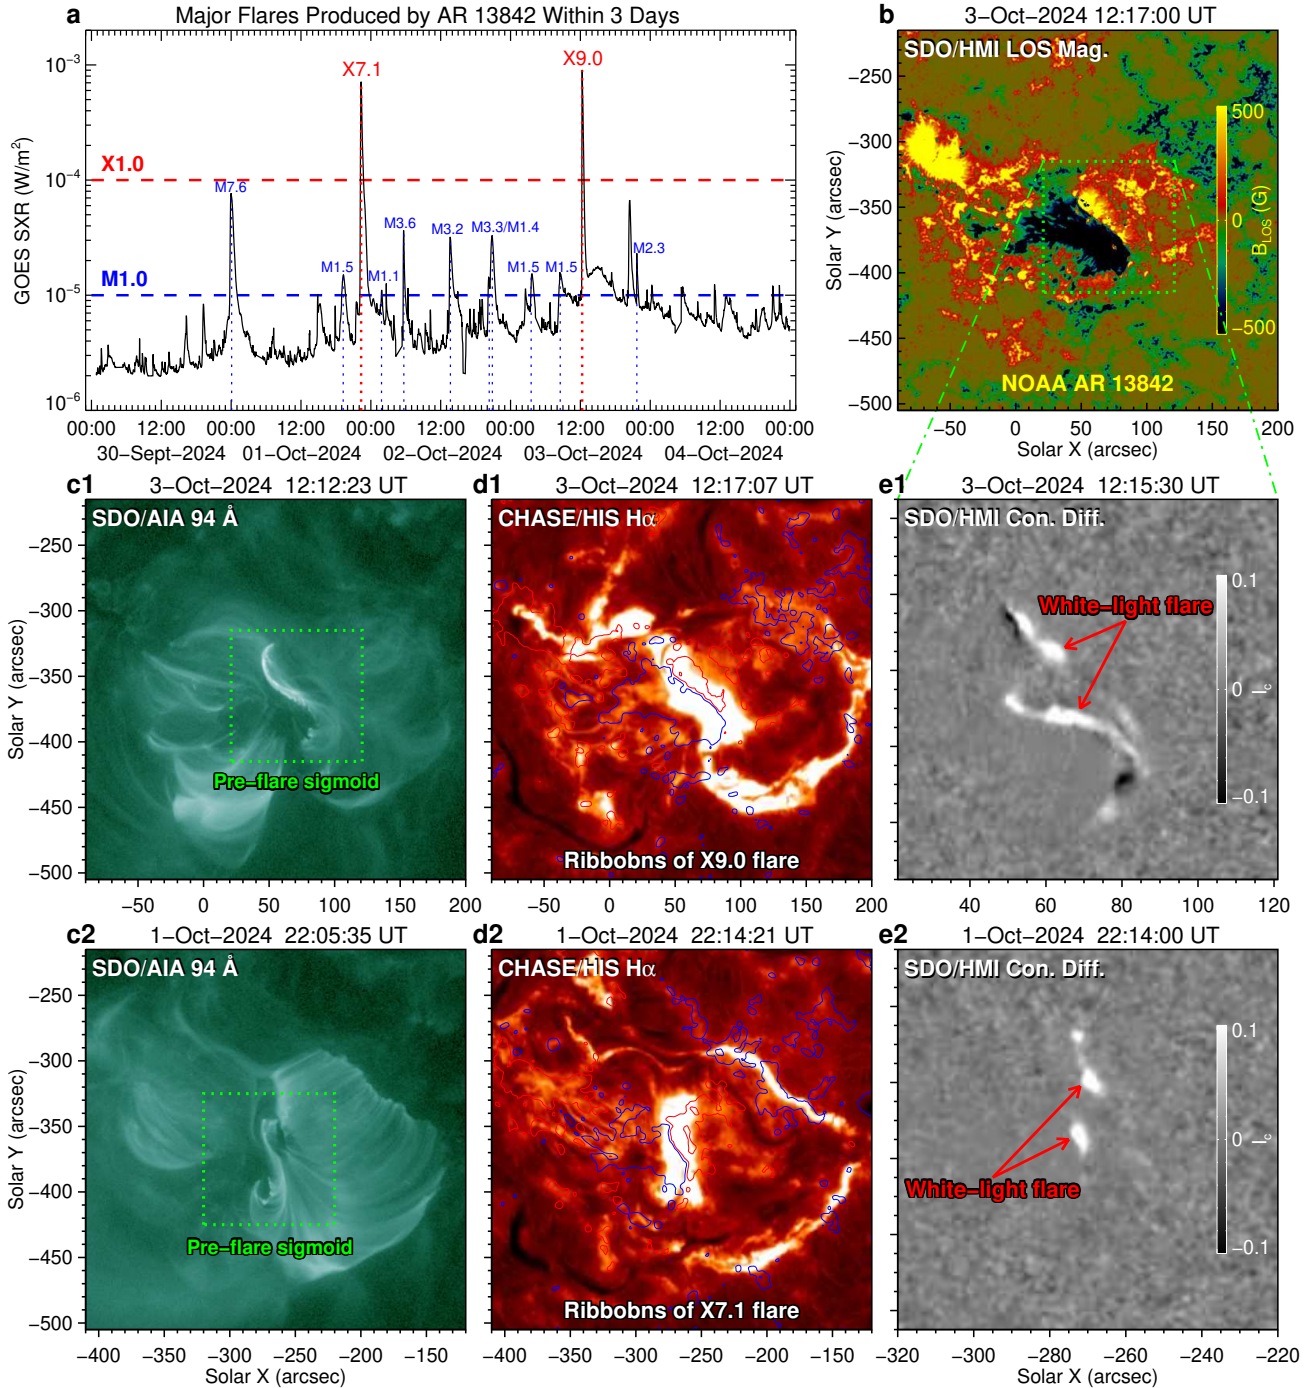 a Major Flares Produced by AR 13842 Within 3 Days
10−3
10−4
10−5
10−6
GOES SXR (W/m2)
X7.1
X9.0
X1.0
M7.6
M3.6
M3.2
M3.3/M1.4
M2.3
M1.5
M1.1
M1.5
M1.5
M1.0
00:00 12:00 00:00 12:00 00:00 12:00 00:00 12:00 00:00 12:00 00:00
30−Sept−2024 01−Oct−2024 02−Oct−2024 03−Oct−2024 04−Oct−2024
b 3−Oct−2024 12:17:00 UT
SDO/HMI LOS Mag.
−250
−300
−350
−400
−450
−500
Solar Y (arcsec)
500
0
−500
BLOS (G)
NOAA AR 13842
−50 0 50 100 150 200
Solar X (arcsec)
c1 3−Oct−2024 12:12:23 UT
SDO/AIA 94 Å
−250
−300
−350
−400
−450
−500
Solar Y (arcsec)
Pre−flare sigmoid
−50 0 50 100 150 200
d1 3−Oct−2024 12:17:07 UT
CHASE/HIS Hα
Ribbobns of X9.0 flare
−50 0 50 100 150 200
e1 3−Oct−2024 12:15:30 UT
SDO/HMI Con. Diff.
White−light flare
0.1
0
−0.1
Ic
40 60 80 100 120
c2 1−Oct−2024 22:05:35 UT
SDO/AIA 94 Å
−250
−300
−350
−400
−450
−500
Solar Y (arcsec)
Pre−flare sigmoid
−400 −350 −300 −250 −200 −150
Solar X (arcsec)
d2 1−Oct−2024 22:14:21 UT
CHASE/HIS Hα
Ribbobns of X7.1 flare
−400 −350 −300 −250 −200 −150
e2 1−Oct−2024 22:14:00 UT
SDO/HMI Con. Diff.
White−light flare
0.1
0
−0.1
Ic
−320 −300 −280 −260 −240 −220
Solar X (arcsec)